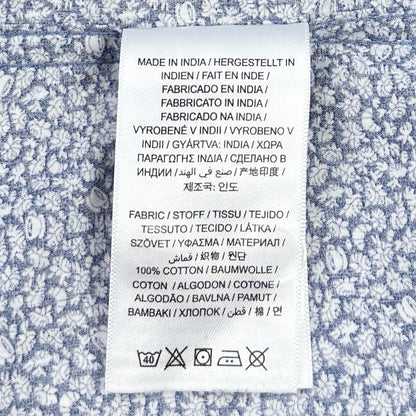 MADE IN INDIA / HERGESTELLT IN
INDIEN / FAIT EN INDE /
FABRICADO EN INDIA /
FABBRICATO IN INDIA /
FABRICADO NA INDIA /
VYROBENÉ V INDII / VYROBENO V
INDII / GYÁRTVA: INDIA / ΧΩΡΑ
ΠΑΡΑΓΩΓΗΣ ΙΝΔΙΑ / СДЕЛАНО В
ИНДИИ / صنع في الهند / 产地印度 /
제조국: 인도
FABRIC / STOFF / TISSU / TEJIDO /
TESSUTO / TECIDO / LÁTKA /
SZÖVET / ΥΦΑΣΜΑ / МАТЕРИАЛ /
قماش / 织物 / 원단
100% COTTON / BAUMWOLLE /
COTON / ALGODON / COTONE /
ALGODÃO / BAVLNA / PAMUT /
BAMBAKI / ХЛОПОК / قطن / 棉 / 면
40